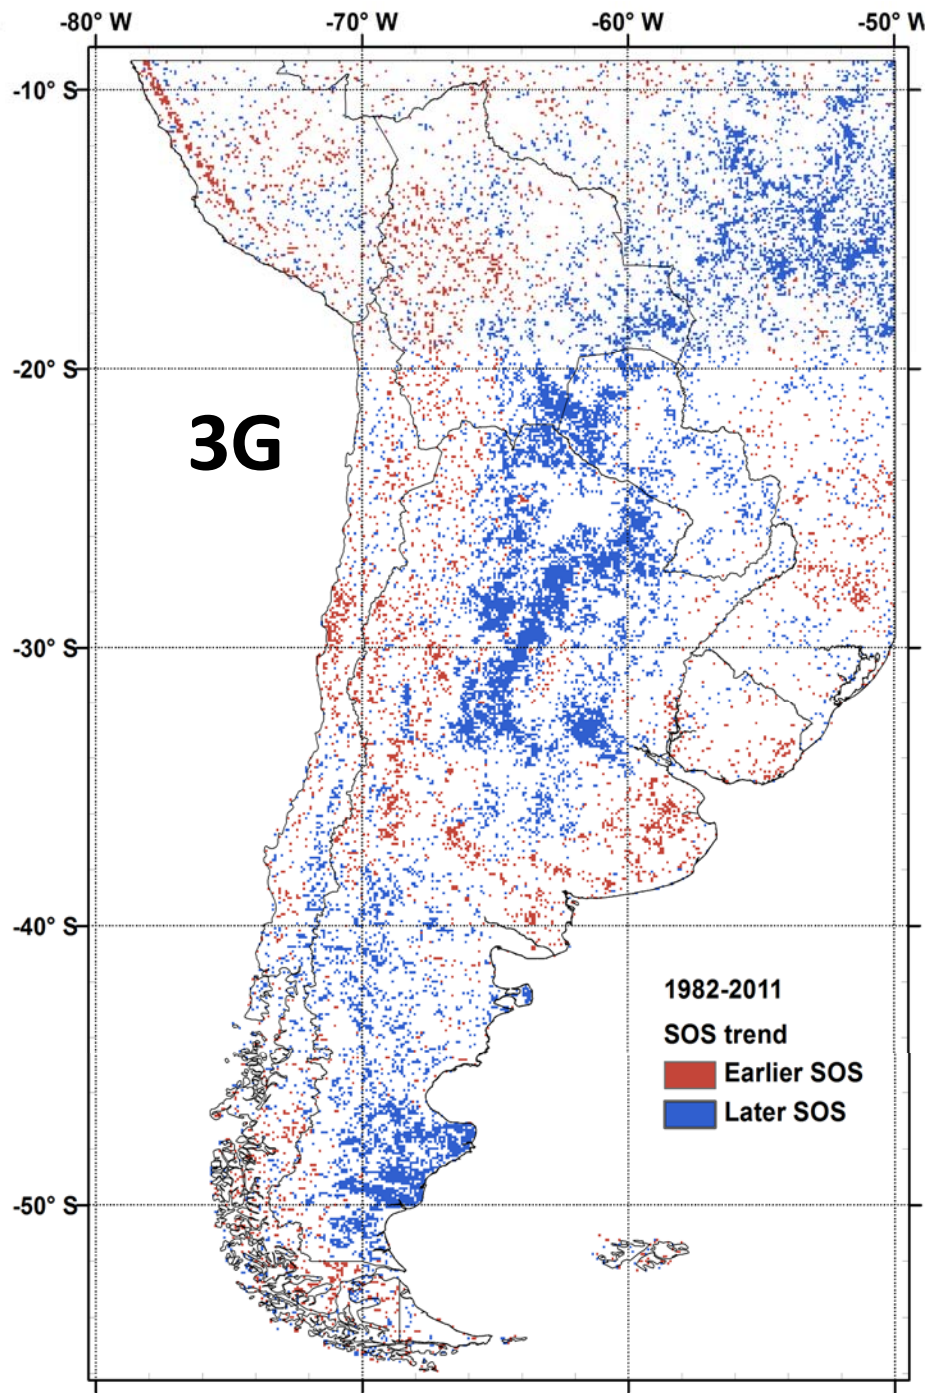 -80° W -70° W -60° W -50° W
-10° S
-20° S
3G
-30° S
-40° S
1982-2011
SOS trend
Earlier SOS
Later SOS
-50° S